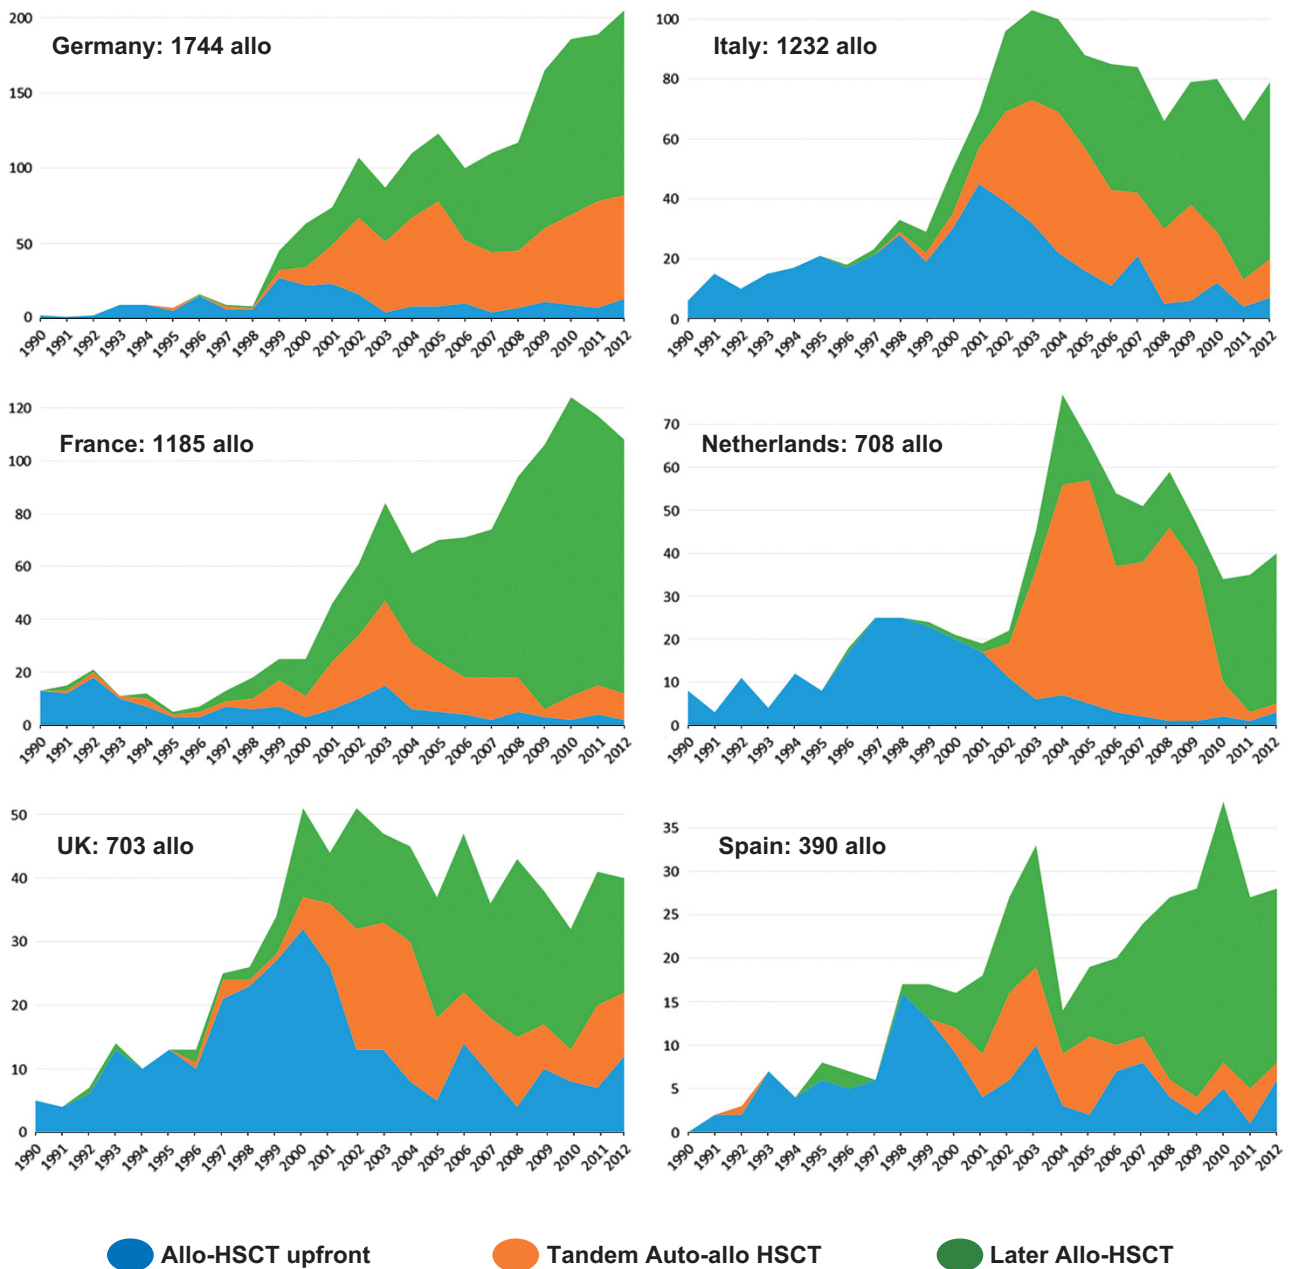 Germany: 1744 allo
200
150
100
50
0
1990 1991 1992 1993 1994 1995 1996 1997 1998 1999 2000 2001 2002 2003 2004 2005 2006 2007 2008 2009 2010 2011 2012
Italy: 1232 allo
100
80
60
40
20
0
1990 1991 1992 1993 1994 1995 1996 1997 1998 1999 2000 2001 2002 2003 2004 2005 2006 2007 2008 2009 2010 2011 2012
France: 1185 allo
120
100
80
60
40
20
0
1990 1991 1992 1993 1994 1995 1996 1997 1998 1999 2000 2001 2002 2003 2004 2005 2006 2007 2008 2009 2010 2011 2012
Netherlands: 708 allo
70
60
50
40
30
20
10
0
1990 1991 1992 1993 1994 1995 1996 1997 1998 1999 2000 2001 2002 2003 2004 2005 2006 2007 2008 2009 2010 2011 2012
UK: 703 allo
50
40
30
20
10
0
1990 1991 1992 1993 1994 1995 1996 1997 1998 1999 2000 2001 2002 2003 2004 2005 2006 2007 2008 2009 2010 2011 2012
Spain: 390 allo
35
30
25
20
15
10
5
0
1990 1991 1992 1993 1994 1995 1996 1997 1998 1999 2000 2001 2002 2003 2004 2005 2006 2007 2008 2009 2010 2011 2012
Allo-HSCT upfront
Tandem Auto-allo HSCT
Later Allo-HSCT